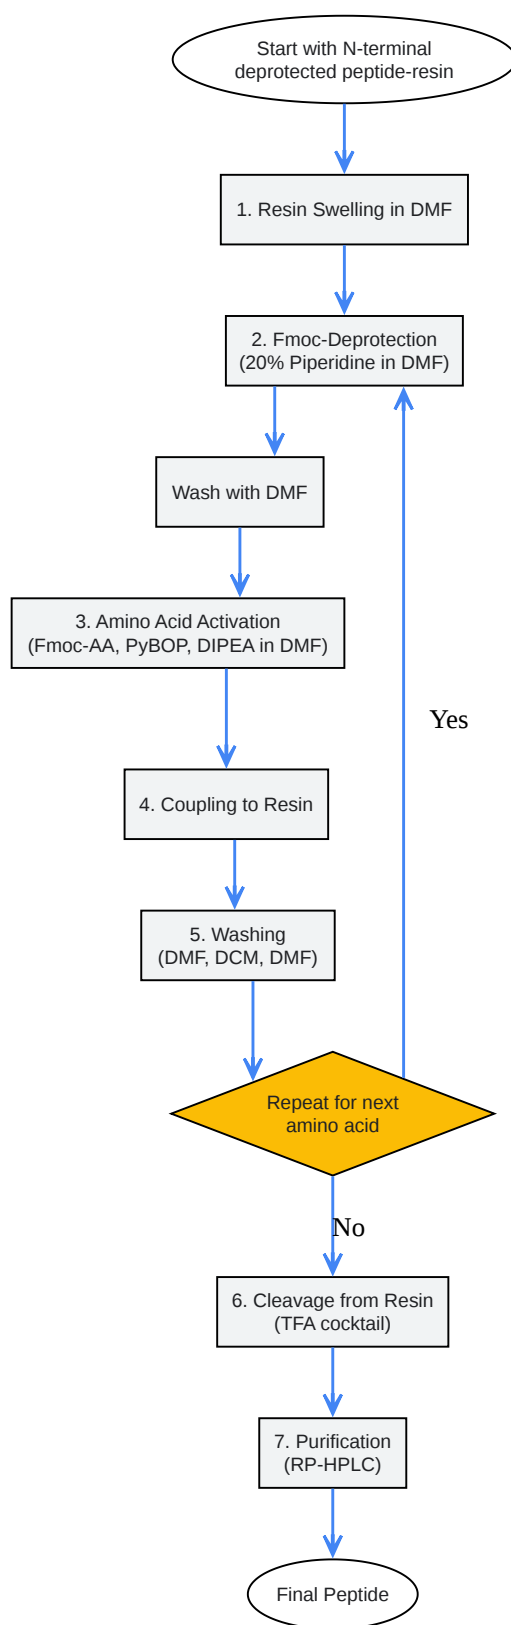 Start with N-terminal
deprotected peptide-resin
1. Resin Swelling in DMF
2. Fmoc-Deprotection
(20% Piperidine in DMF)
Wash with DMF
3. Amino Acid Activation
(Fmoc-AA, PyBOP, DIPEA in DMF)
Yes
4. Coupling to Resin
5. Washing
(DMF, DCM, DMF)
Repeat for next
amino acid
No
6. Cleavage from Resin
(TFA cocktail)
7. Purification
(RP-HPLC)
Final Peptide